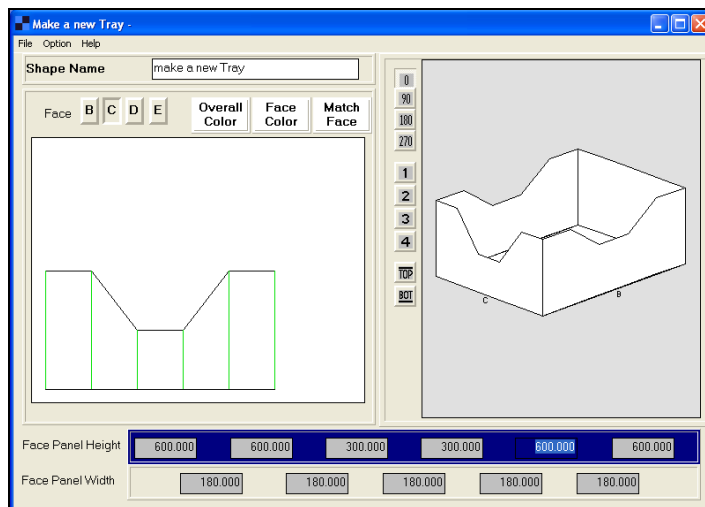 Make a new Tray -
File Option Help
Shape Name make a new Tray
Face B C D E Overall Color Face Color Match Face
0
90
180
270
1
2
3
4
TOP
BOT
C B
Face Panel Height 600.000 600.000 300.000 300.000 600.000 600.000
Face Panel Width 180.000 180.000 180.000 180.000 180.000